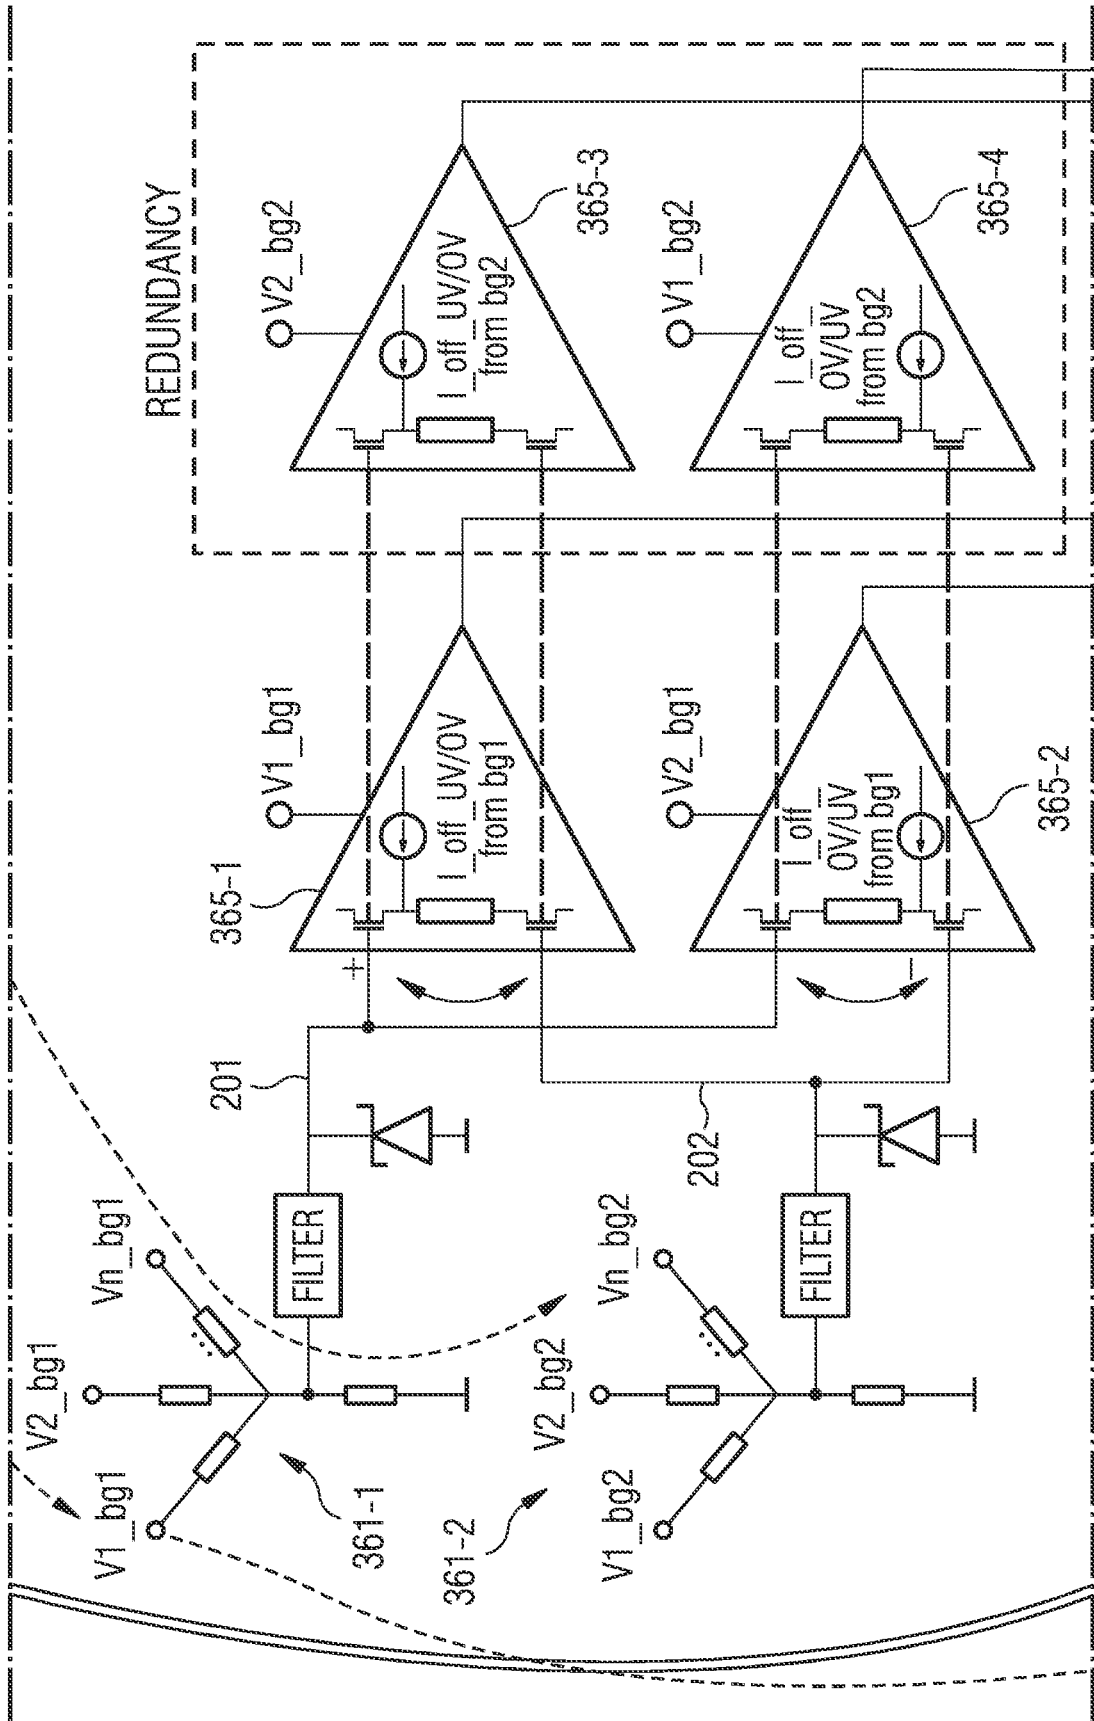 REDUNDANCY
V1_bg1
V2_bg1
Vn_bg1
361-1
FILTER
201
365-1
+
V1_bg1
I_off_UV/OV
from bg1
V2_bg2
I_off_UV/OV
from bg2
365-3
361-2
V1_bg2
V2_bg2
Vn_bg2
FILTER
202
−
V2_bg1
I_off_
OV/UV
from bg1
365-2
V1_bg2
I_off_
OV/UV
from bg2
365-4